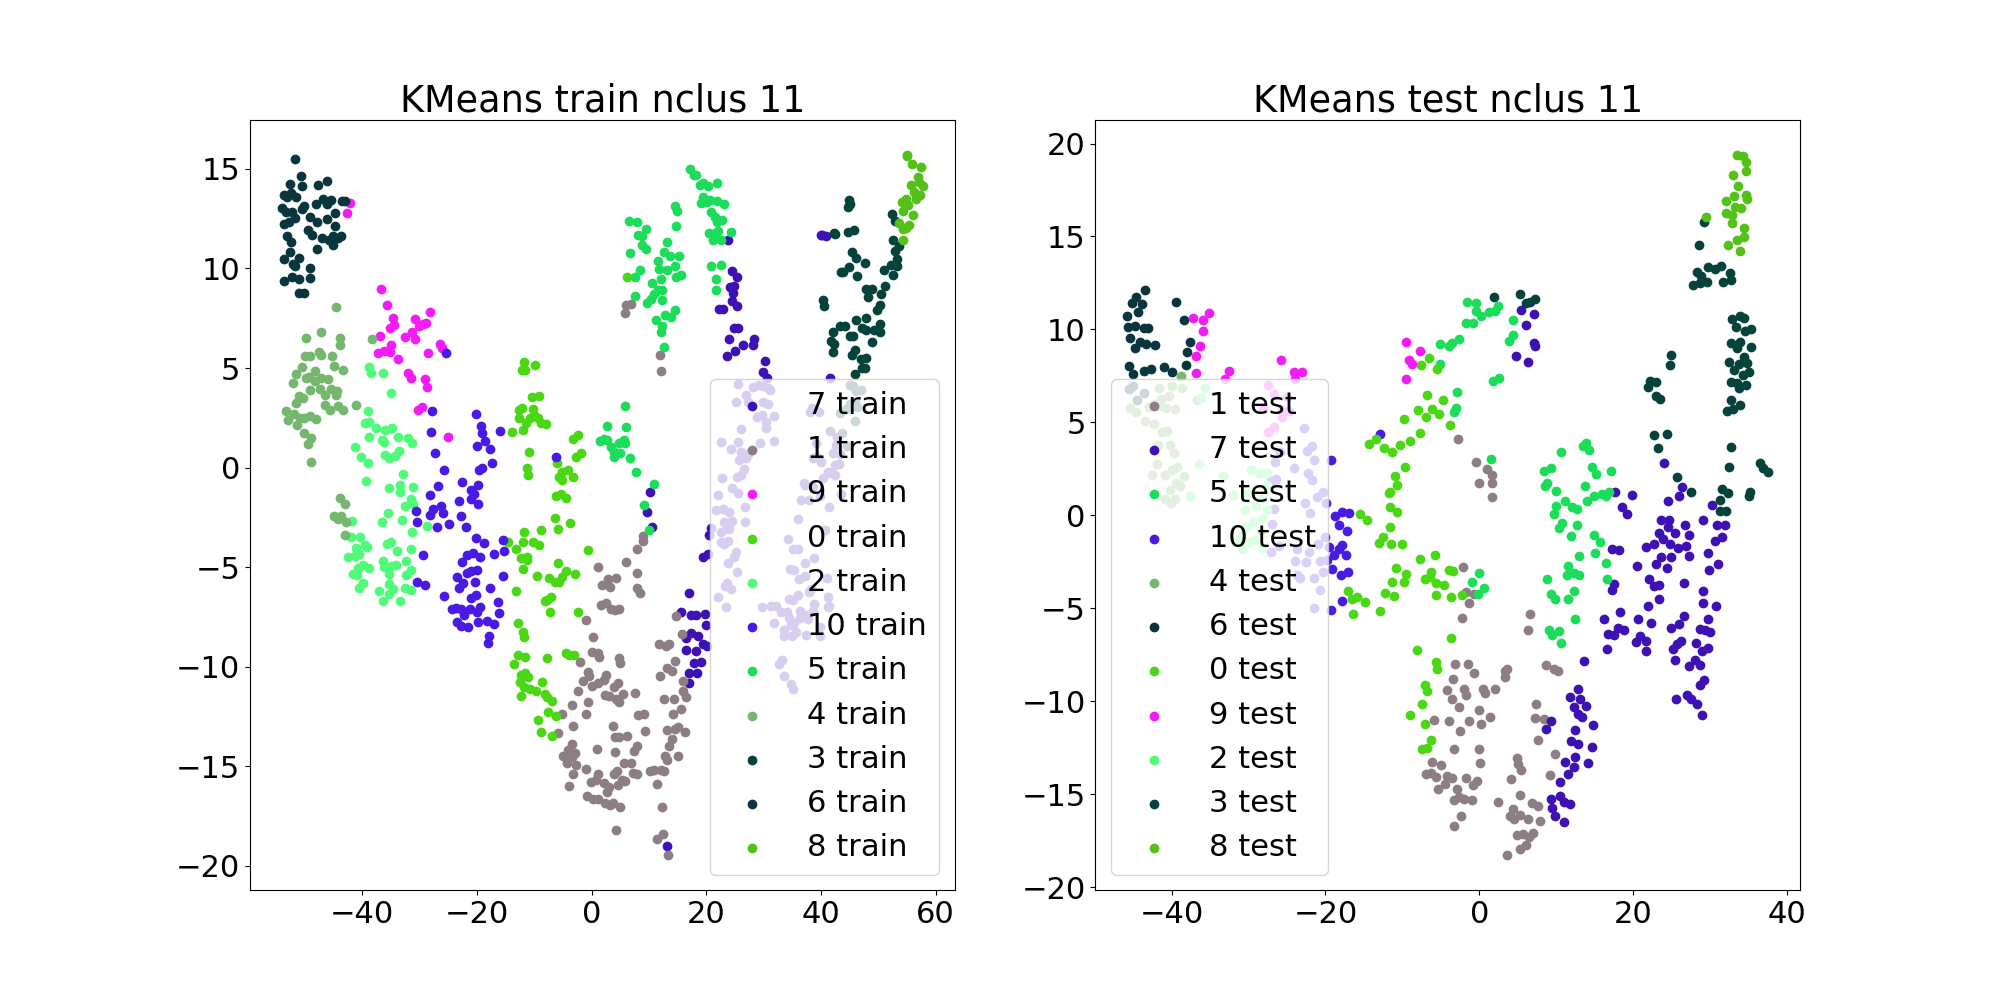 KMeans train nclus 11
15
10
5
0
−5
−10
−15
−20
−40
−20
0
20
40
60
7 train
1 train
9 train
0 train
2 train
10 train
5 train
4 train
3 train
6 train
8 train
KMeans test nclus 11
20
15
10
5
0
−5
−10
−15
−20
−40
−20
0
20
40
1 test
7 test
5 test
10 test
4 test
6 test
0 test
9 test
2 test
3 test
8 test